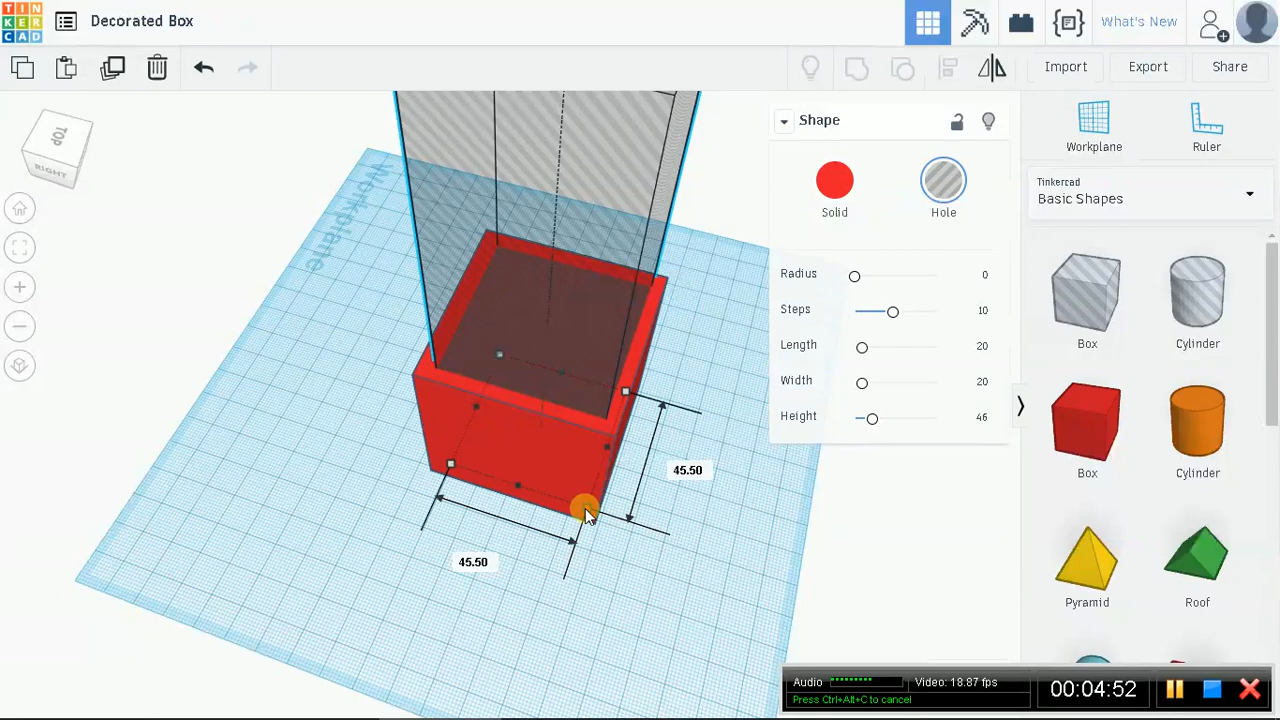 TIN
KER
CAD
Decorated Box
What's New
Import
Export
Share
TOP
RIGHT
Workplane
Shape
Solid
Hole
Radius 0
Steps 10
Length 20
Width 20
Height 46
Workplane
Ruler
Tinkercad
Basic Shapes
Box
Cylinder
Box
Cylinder
Pyramid
Roof
45.50
45.50
Audio
Video: 18.87 fps
Press Ctrl+Alt+C to cancel
00:04:52